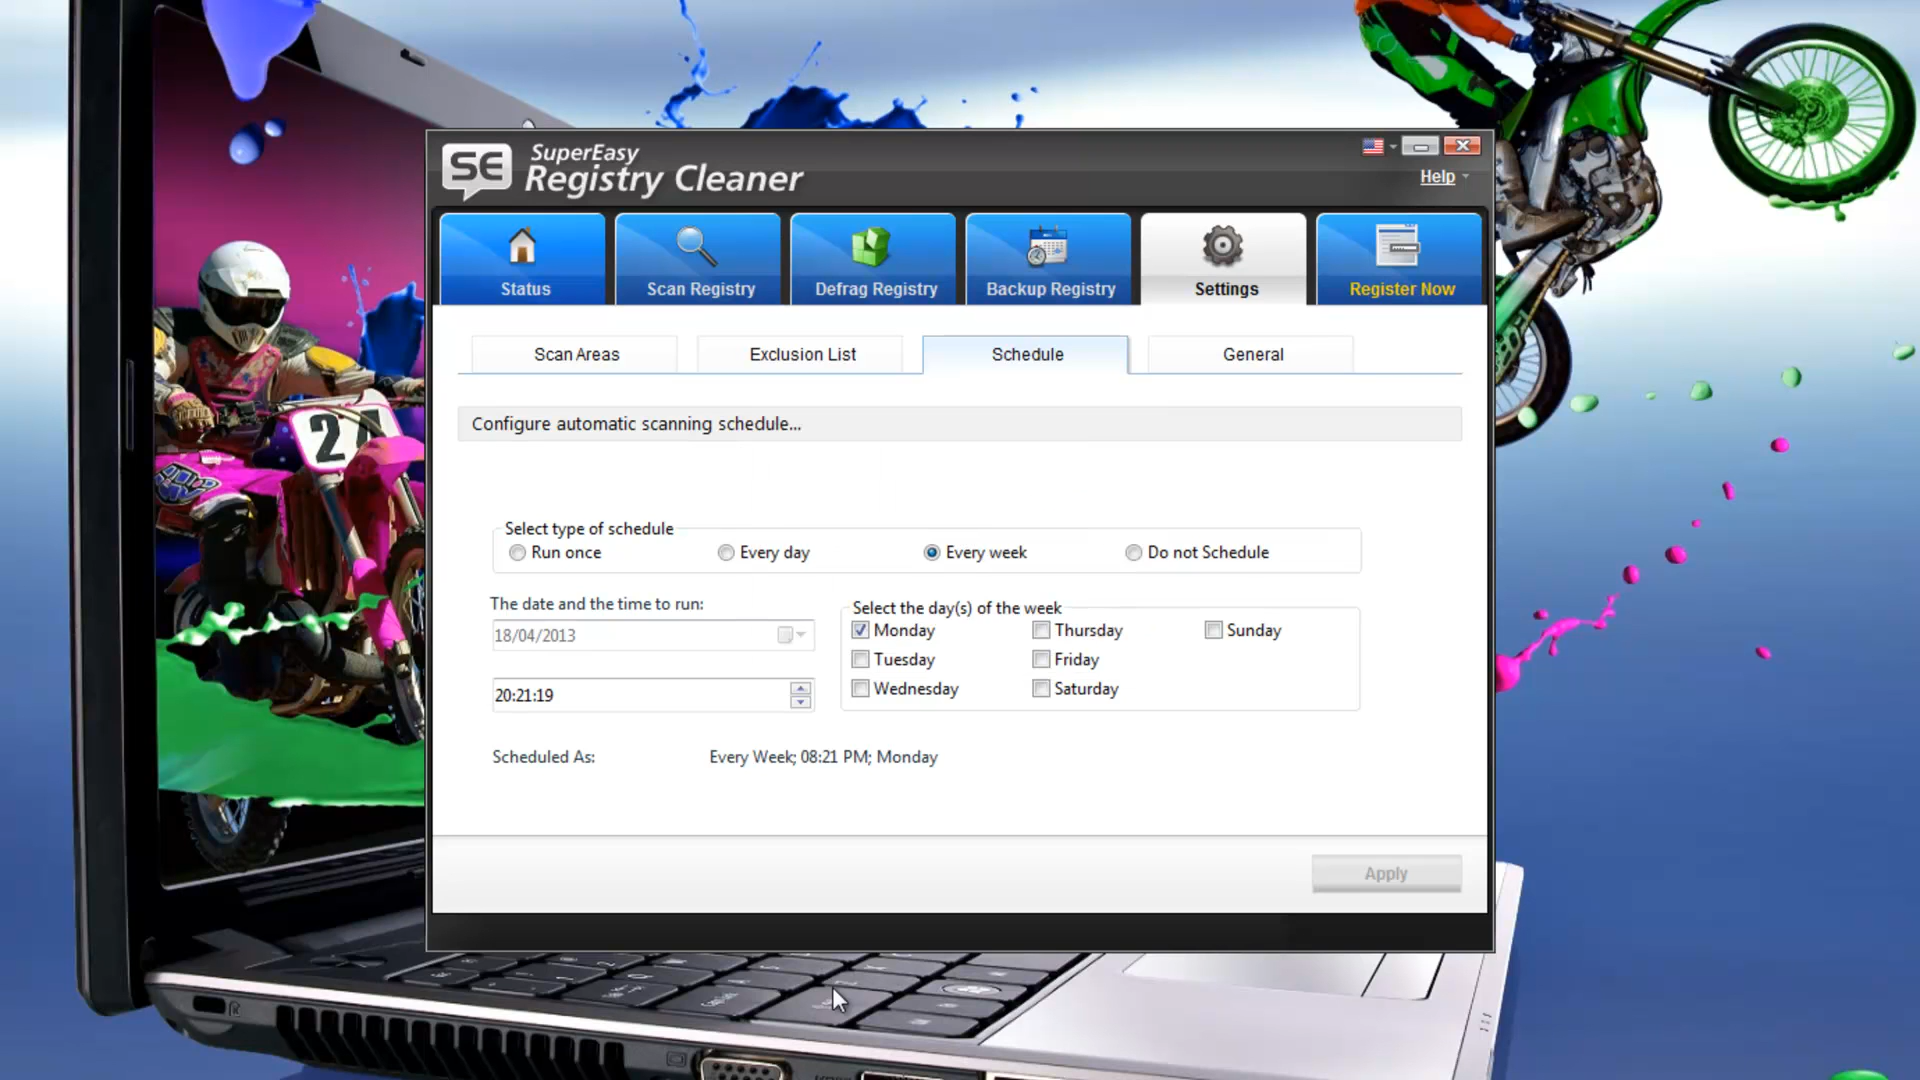 SE
SuperEasy
Registry Cleaner
Help
Status
Scan Registry
Defrag Registry
Backup Registry
Settings
Register Now
Scan Areas
Exclusion List
Schedule
General
Configure automatic scanning schedule...
Select type of schedule
Run once
Every day
Every week
Do not Schedule
The date and the time to run:
18/04/2013
20:21:19
Select the day(s) of the week
Monday
Thursday
Sunday
Tuesday
Friday
Wednesday
Saturday
Scheduled As:
Every Week; 08:21 PM; Monday
Apply